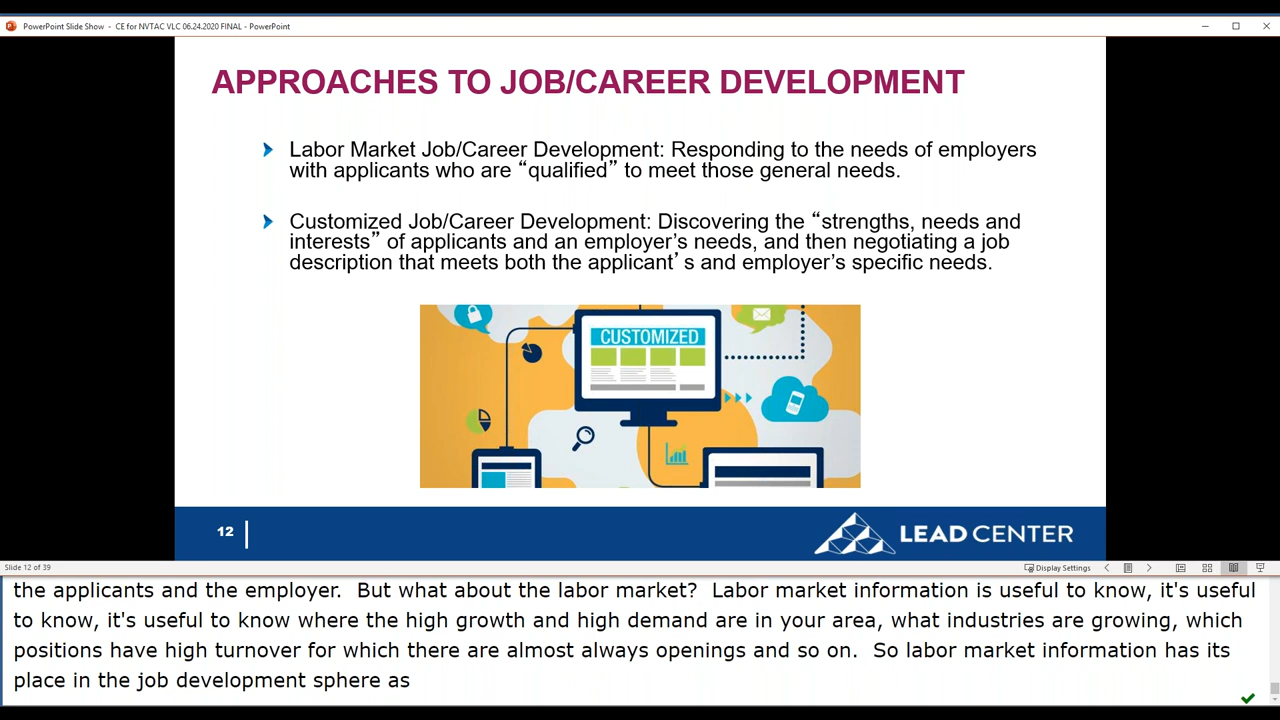 PowerPoint Slide Show - CE for NVTAC VLC 06.24.2020 FINAL - PowerPoint
APPROACHES TO JOB/CAREER DEVELOPMENT
Labor Market Job/Career Development: Responding to the needs of employers
with applicants who are “qualified” to meet those general needs.
Customized Job/Career Development: Discovering the “strengths, needs and
interests” of applicants and an employer’s needs, and then negotiating a job
description that meets both the applicant’s and employer’s specific needs.
CUSTOMIZED
12
LEAD CENTER
Slide 12 of 39
Display Settings
the applicants and the employer.  But what about the labor market?  Labor market information is useful to know, it's useful
to know, it's useful to know where the high growth and high demand are in your area, what industries are growing, which
positions have high turnover for which there are almost always openings and so on.  So labor market information has its
place in the job development sphere as